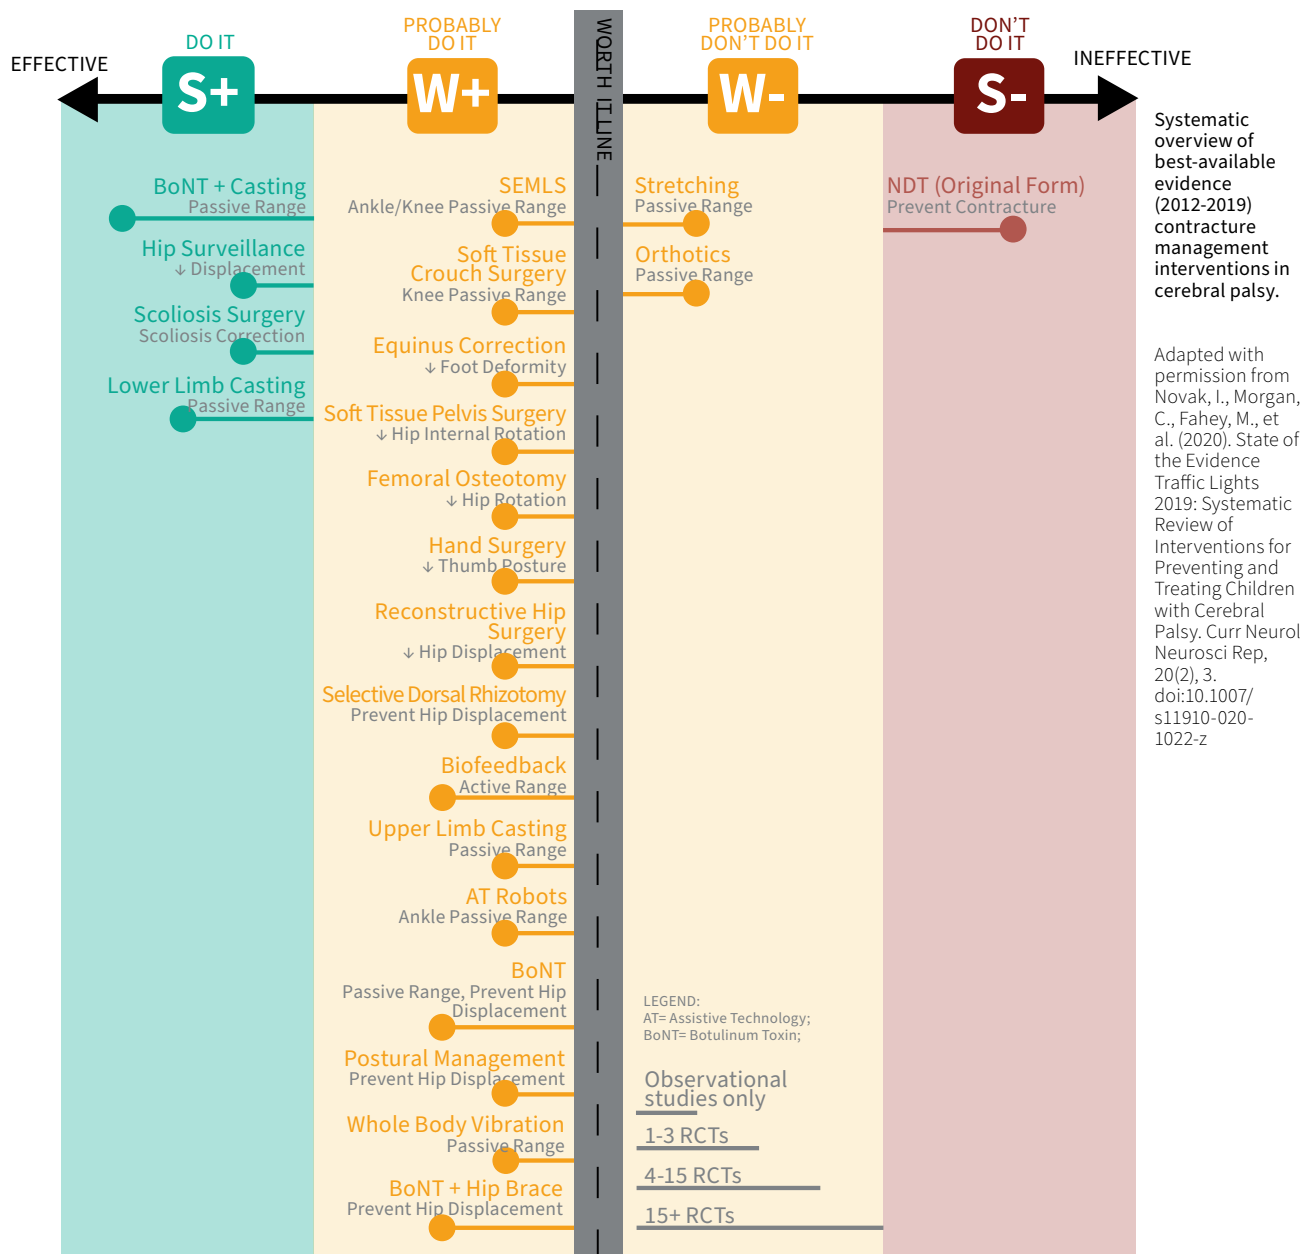 DO IT
PROBABLY
DO IT
WORTH IT LINE
PROBABLY
DON'T DO IT
DON'T
DO IT
EFFECTIVE
INEFFECTIVE
S+
W+
W-
S-
BoNT + Casting
Passive Range
Hip Surveillance
↓ Displacement
Scoliosis Surgery
Scoliosis Correction
Lower Limb Casting
Passive Range
SEMLS
Ankle/Knee Passive Range
Soft Tissue
Crouch Surgery
Knee Passive Range
Equinus Correction
↓ Foot Deformity
Soft Tissue Pelvis Surgery
↓ Hip Internal Rotation
Femoral Osteotomy
↓ Hip Rotation
Hand Surgery
↓ Thumb Posture
Reconstructive Hip
Surgery
↓ Hip Displacement
Selective Dorsal Rhizotomy
Prevent Hip Displacement
Biofeedback
Active Range
Upper Limb Casting
Passive Range
AT Robots
Ankle Passive Range
BoNT
Passive Range, Prevent Hip
Displacement
Postural Management
Prevent Hip Displacement
Whole Body Vibration
Passive Range
BoNT + Hip Brace
Prevent Hip Displacement
Stretching
Passive Range
Orthotics
Passive Range
LEGEND:
AT= Assistive Technology;
BoNT= Botulinum Toxin;
Observational
studies only
1-3 RCTs
4-15 RCTs
15+ RCTs
NDT (Original Form)
Prevent Contracture
Systematic
overview of
best-available
evidence
(2012-2019)
contracture
management
interventions in
cerebral palsy.
Adapted with
permission from
Novak, I., Morgan,
C., Fahey, M., et
al. (2020). State of
the Evidence
Traffic Lights
2019: Systematic
Review of
Interventions for
Preventing and
Treating Children
with Cerebral
Palsy. Curr Neurol
Neurosci Rep,
20(2), 3.
doi:10.1007/
s11910-020-
1022-z